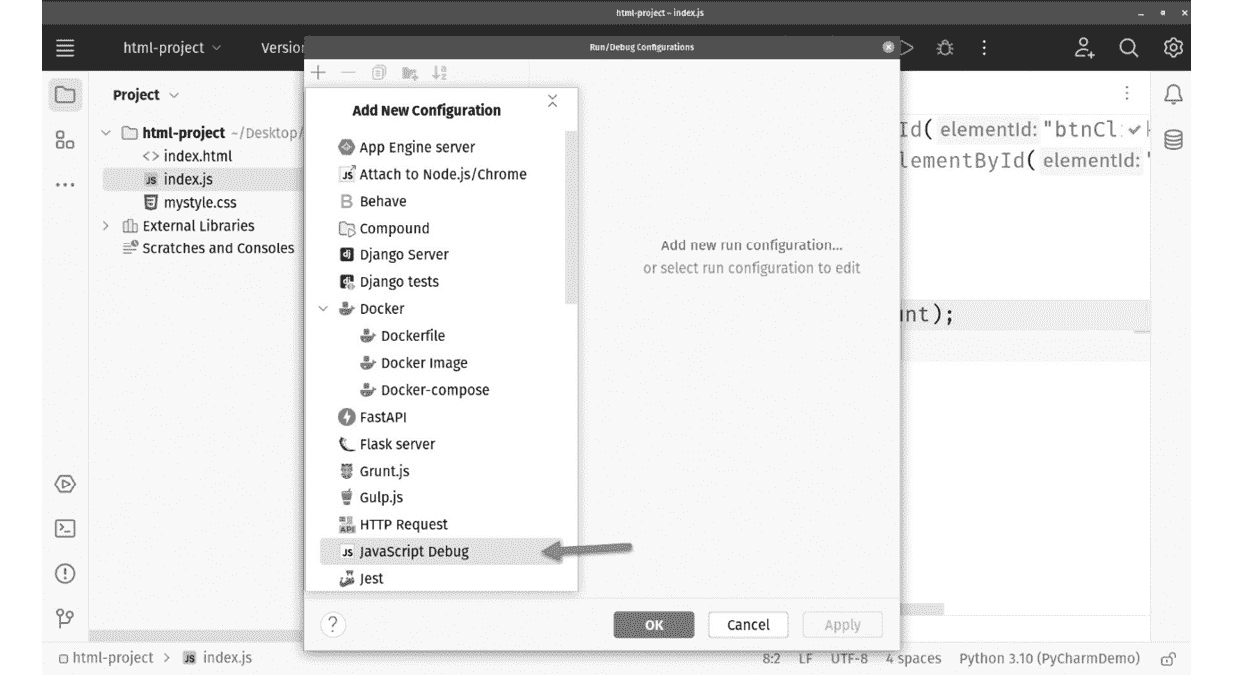 html-project – index.js
html-project
Version
Run/Debug Configurations
Project
html-project ~/Desktop/
index.html
JS index.js
mystyle.css
External Libraries
Scratches and Consoles
Add New Configuration
App Engine server
JS Attach to Node.js/Chrome
Behave
Compound
dj Django Server
dj Django tests
Docker
Dockerfile
Docker Image
Docker-compose
FastAPI
Flask server
Grunt.js
Gulp.js
API HTTP Request
JS JavaScript Debug
Jest
Add new run configuration...
or select run configuration to edit
Id( elementId: "btnCli
lementById( elementId: "
unt);
?
OK
Cancel
Apply
html-project > JS index.js
8:2 LF UTF-8 4 spaces Python 3.10 (PyCharmDemo)